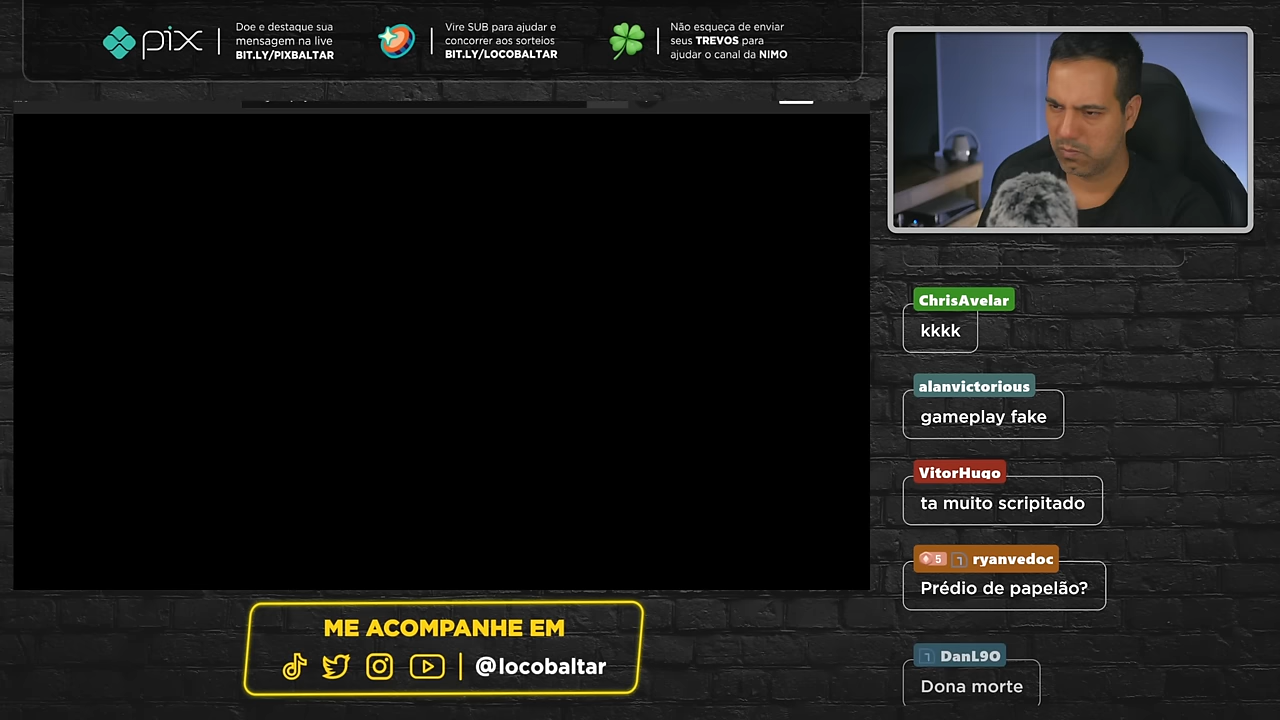 pix
Doe e destaque sua
mensagem na live
BIT.LY/PIXBALTAR
Vire SUB para ajudar e
concorrer aos sorteios
BIT.LY/LOCOBALTAR
Não esqueça de enviar
seus TREVOS para
ajudar o canal da NIMO
ChrisAvelar
kkkk
alanvictorious
gameplay fake
VitorHugo
ta muito scripitado
5 ryanvedoc
Prédio de papelão?
DanL90
Dona morte
ME ACOMPANHE EM
@locobaltar